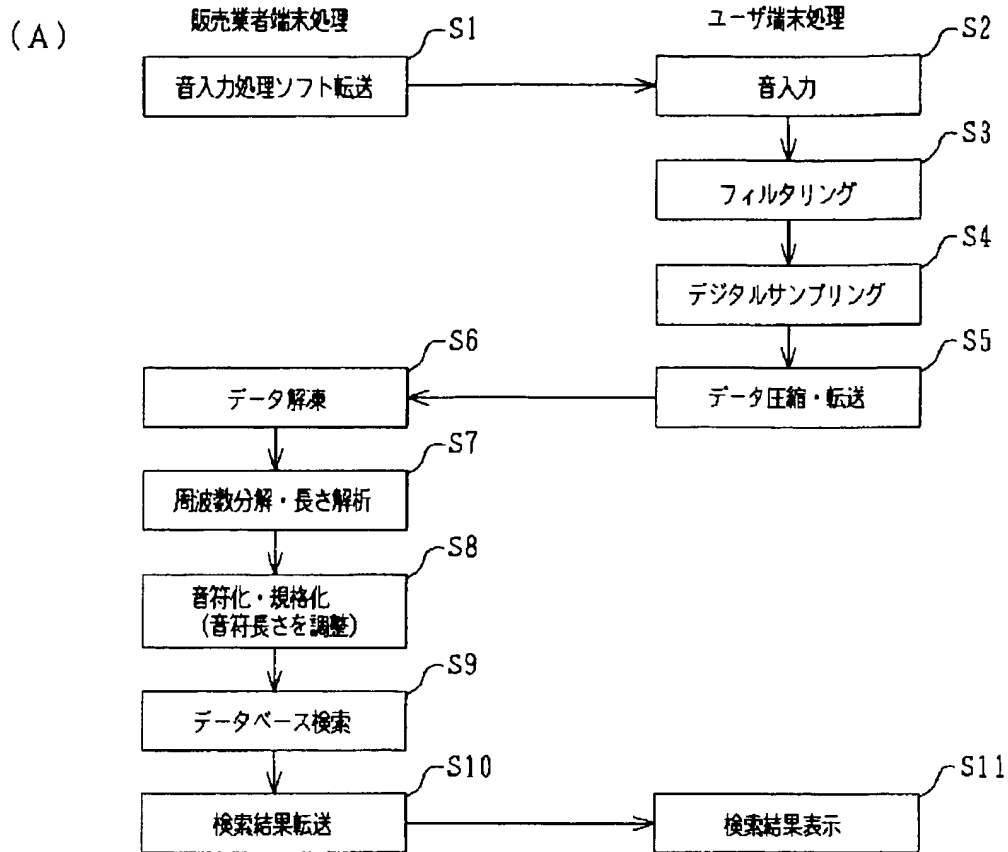 (A)
販売業者端末処理
ユーザ端末処理
S1
音入力処理ソフト転送
S2
音入力
S3
フィルタリング
S4
デジタルサンプリング
S5
データ圧縮・転送
S6
データ解凍
S7
周波数分解・長さ解析
S8
音符化・規格化
(音符長さを調整)
S9
データベース検索
S10
検索結果転送
S11
検索結果表示